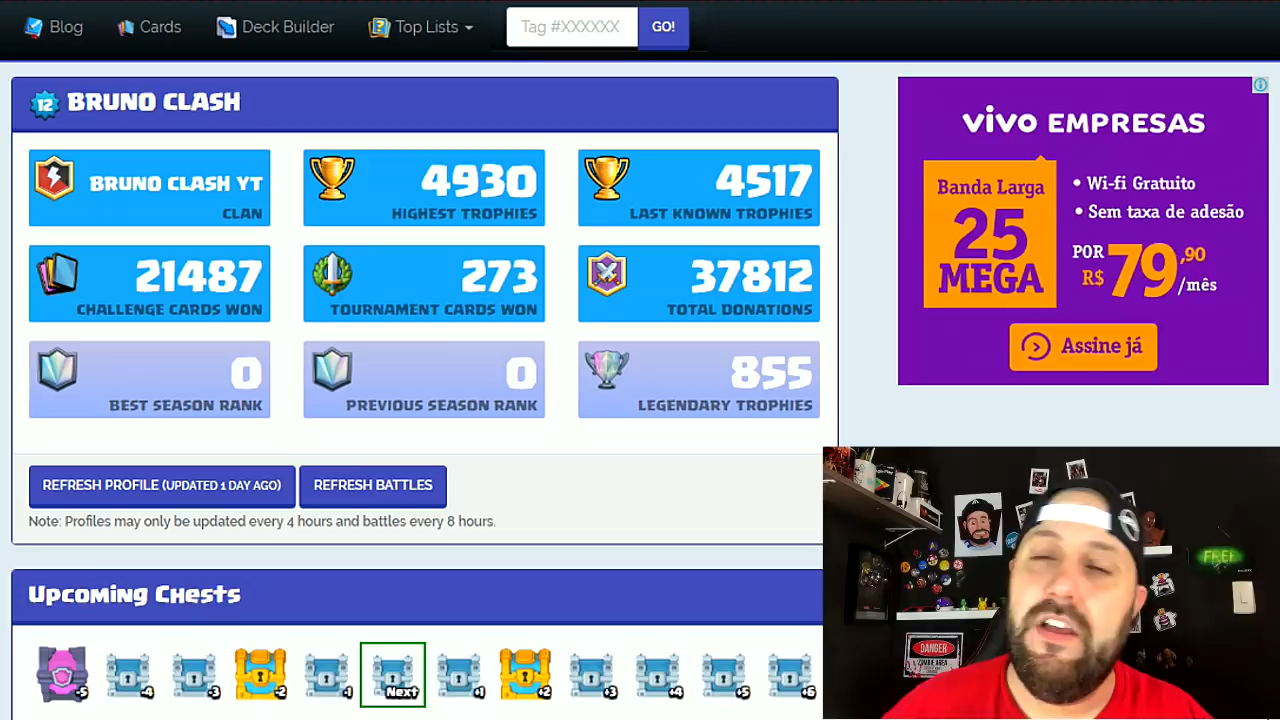 Blog Cards Deck Builder Top Lists Tag #XXXXXX GO!
12 BRUNO CLASH
BRUNO CLASH YT
CLAN
4930
HIGHEST TROPHIES
4517
LAST KNOWN TROPHIES
21487
CHALLENGE CARDS WON
273
TOURNAMENT CARDS WON
37812
TOTAL DONATIONS
0
BEST SEASON RANK
0
PREVIOUS SEASON RANK
855
LEGENDARY TROPHIES
REFRESH PROFILE (UPDATED 1 DAY AGO) REFRESH BATTLES
Note: Profiles may only be updated every 4 hours and battles every 8 hours.
Upcoming Chests
-5 -4 -3 -2 -1 Next +1 +2 +3 +4 +5 +6
vivo EMPRESAS
Banda Larga
25
MEGA
• Wi-fi Gratuito
• Sem taxa de adesão
POR
R$ 79,90
/mês
Assine já
FREE
DANGER
ZOMBIE AREA